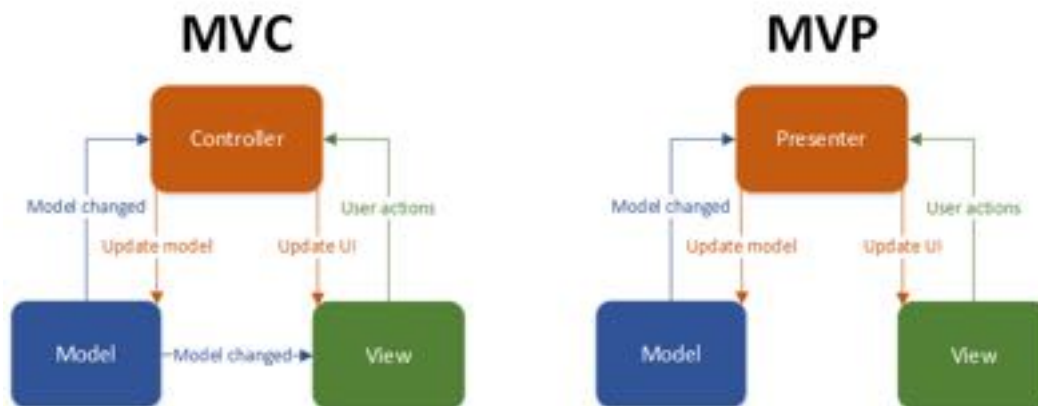 MVC
MVP
Controller
Model changed
User actions
Update model
Update UI
Model
Model changed
View
Presenter
Model changed
User actions
Update model
Update UI
Model
View